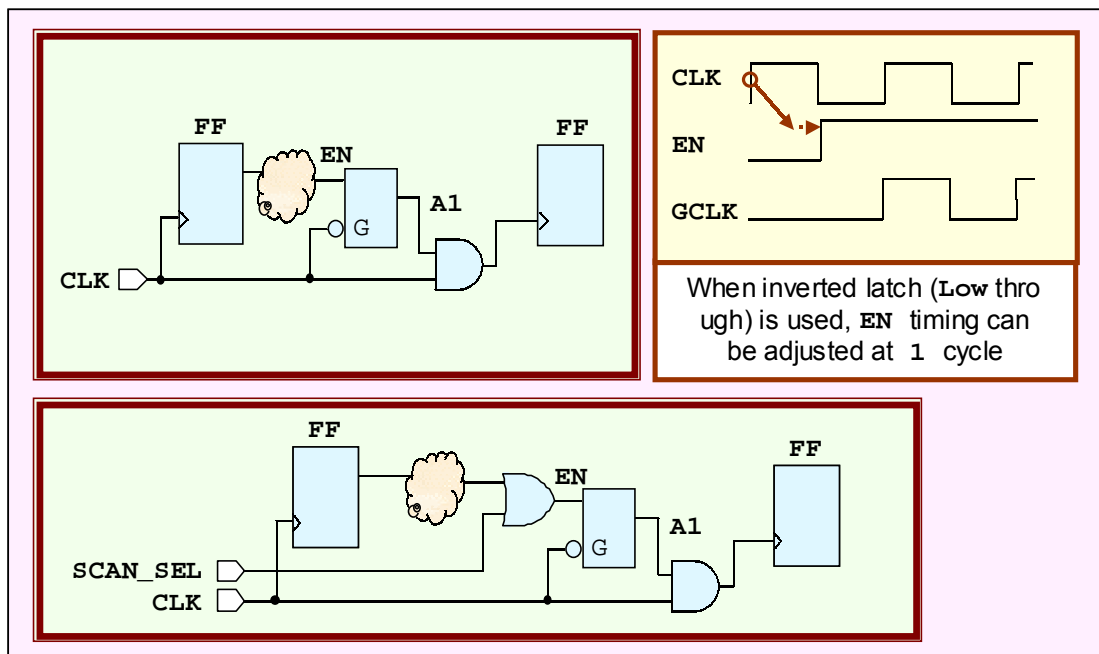 FF
EN
FF
A1
G
CLK
CLK
EN
GCLK
When inverted latch (Low thro
ugh) is used, EN timing can
be adjusted at 1 cycle
FF
EN
FF
A1
G
SCAN_SEL
CLK